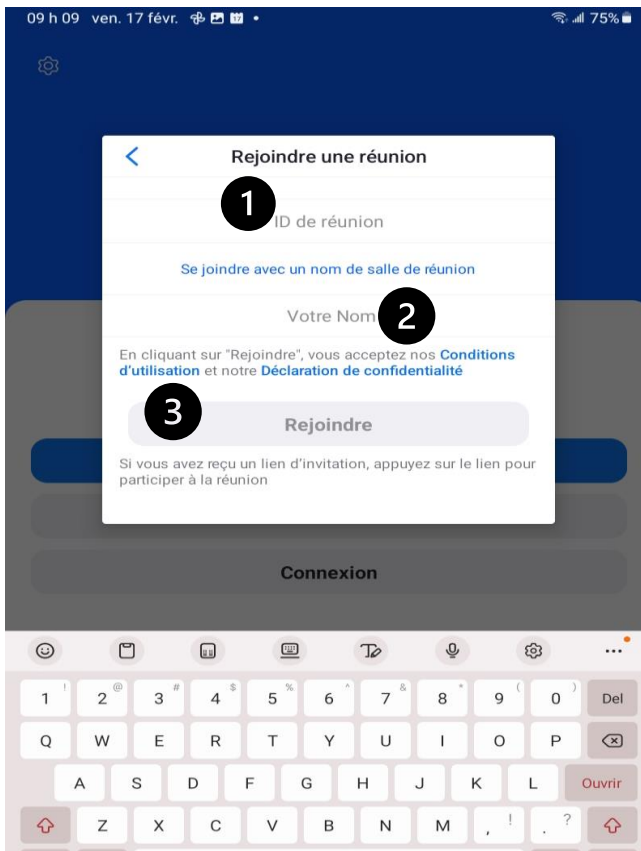 09 h 09 ven. 17 févr. 17 •  75%
Rejoindre une réunion
1
ID de réunion
Se joindre avec un nom de salle de réunion
Votre Nom 2
En cliquant sur "Rejoindre", vous acceptez nos Conditions
d'utilisation et notre Déclaration de confidentialité
3
Rejoindre
Si vous avez reçu un lien d'invitation, appuyez sur le lien pour
participer à la réunion
Connexion
...
1 ! 2 @ 3 # 4 $ 5 % 6 ^ 7 & 8 * 9 ( 0 ) Del
Q W E R T Y U I O P
A S D F G H J K L Ouvrir
Z X C V B N M , ! . ?